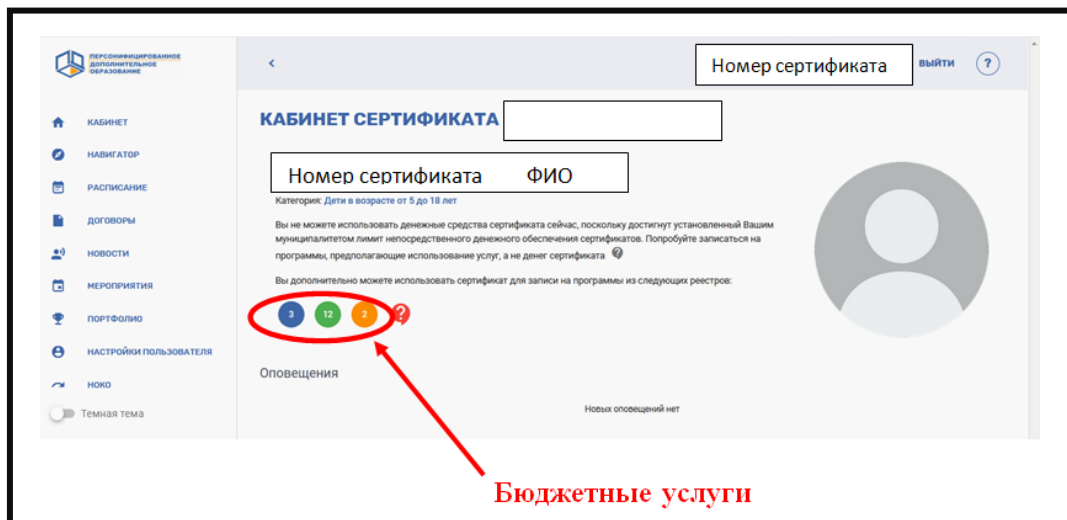 ПЕРСОНИФИЦИРОВАННОЕ
ДОПОЛНИТЕЛЬНОЕ
ОБРАЗОВАНИЕ
Номер сертификата
ВЫЙТИ
?
КАБИНЕТ
НАВИГАТОР
РАСПИСАНИЕ
ДОГОВОРЫ
НОВОСТИ
МЕРОПРИЯТИЯ
ПОРТФОЛИО
НАСТРОЙКИ ПОЛЬЗОВАТЕЛЯ
НОКО
Темная тема
КАБИНЕТ СЕРТИФИКАТА
Номер сертификата ФИО
Категория: Дети в возрасте от 5 до 18 лет
Вы не можете использовать денежные средства сертификата сейчас, поскольку достигнут установленный Вашим
муниципалитетом лимит непосредственного денежного обеспечения сертификатов. Попробуйте записаться на
программы, предполагающие использование услуг, а не денег сертификата ?
Вы дополнительно можете использовать сертификат для записи на программы из следующих реестров:
3 12 2 ?
Оповещения
Новых оповещений нет
Бюджетные услуги